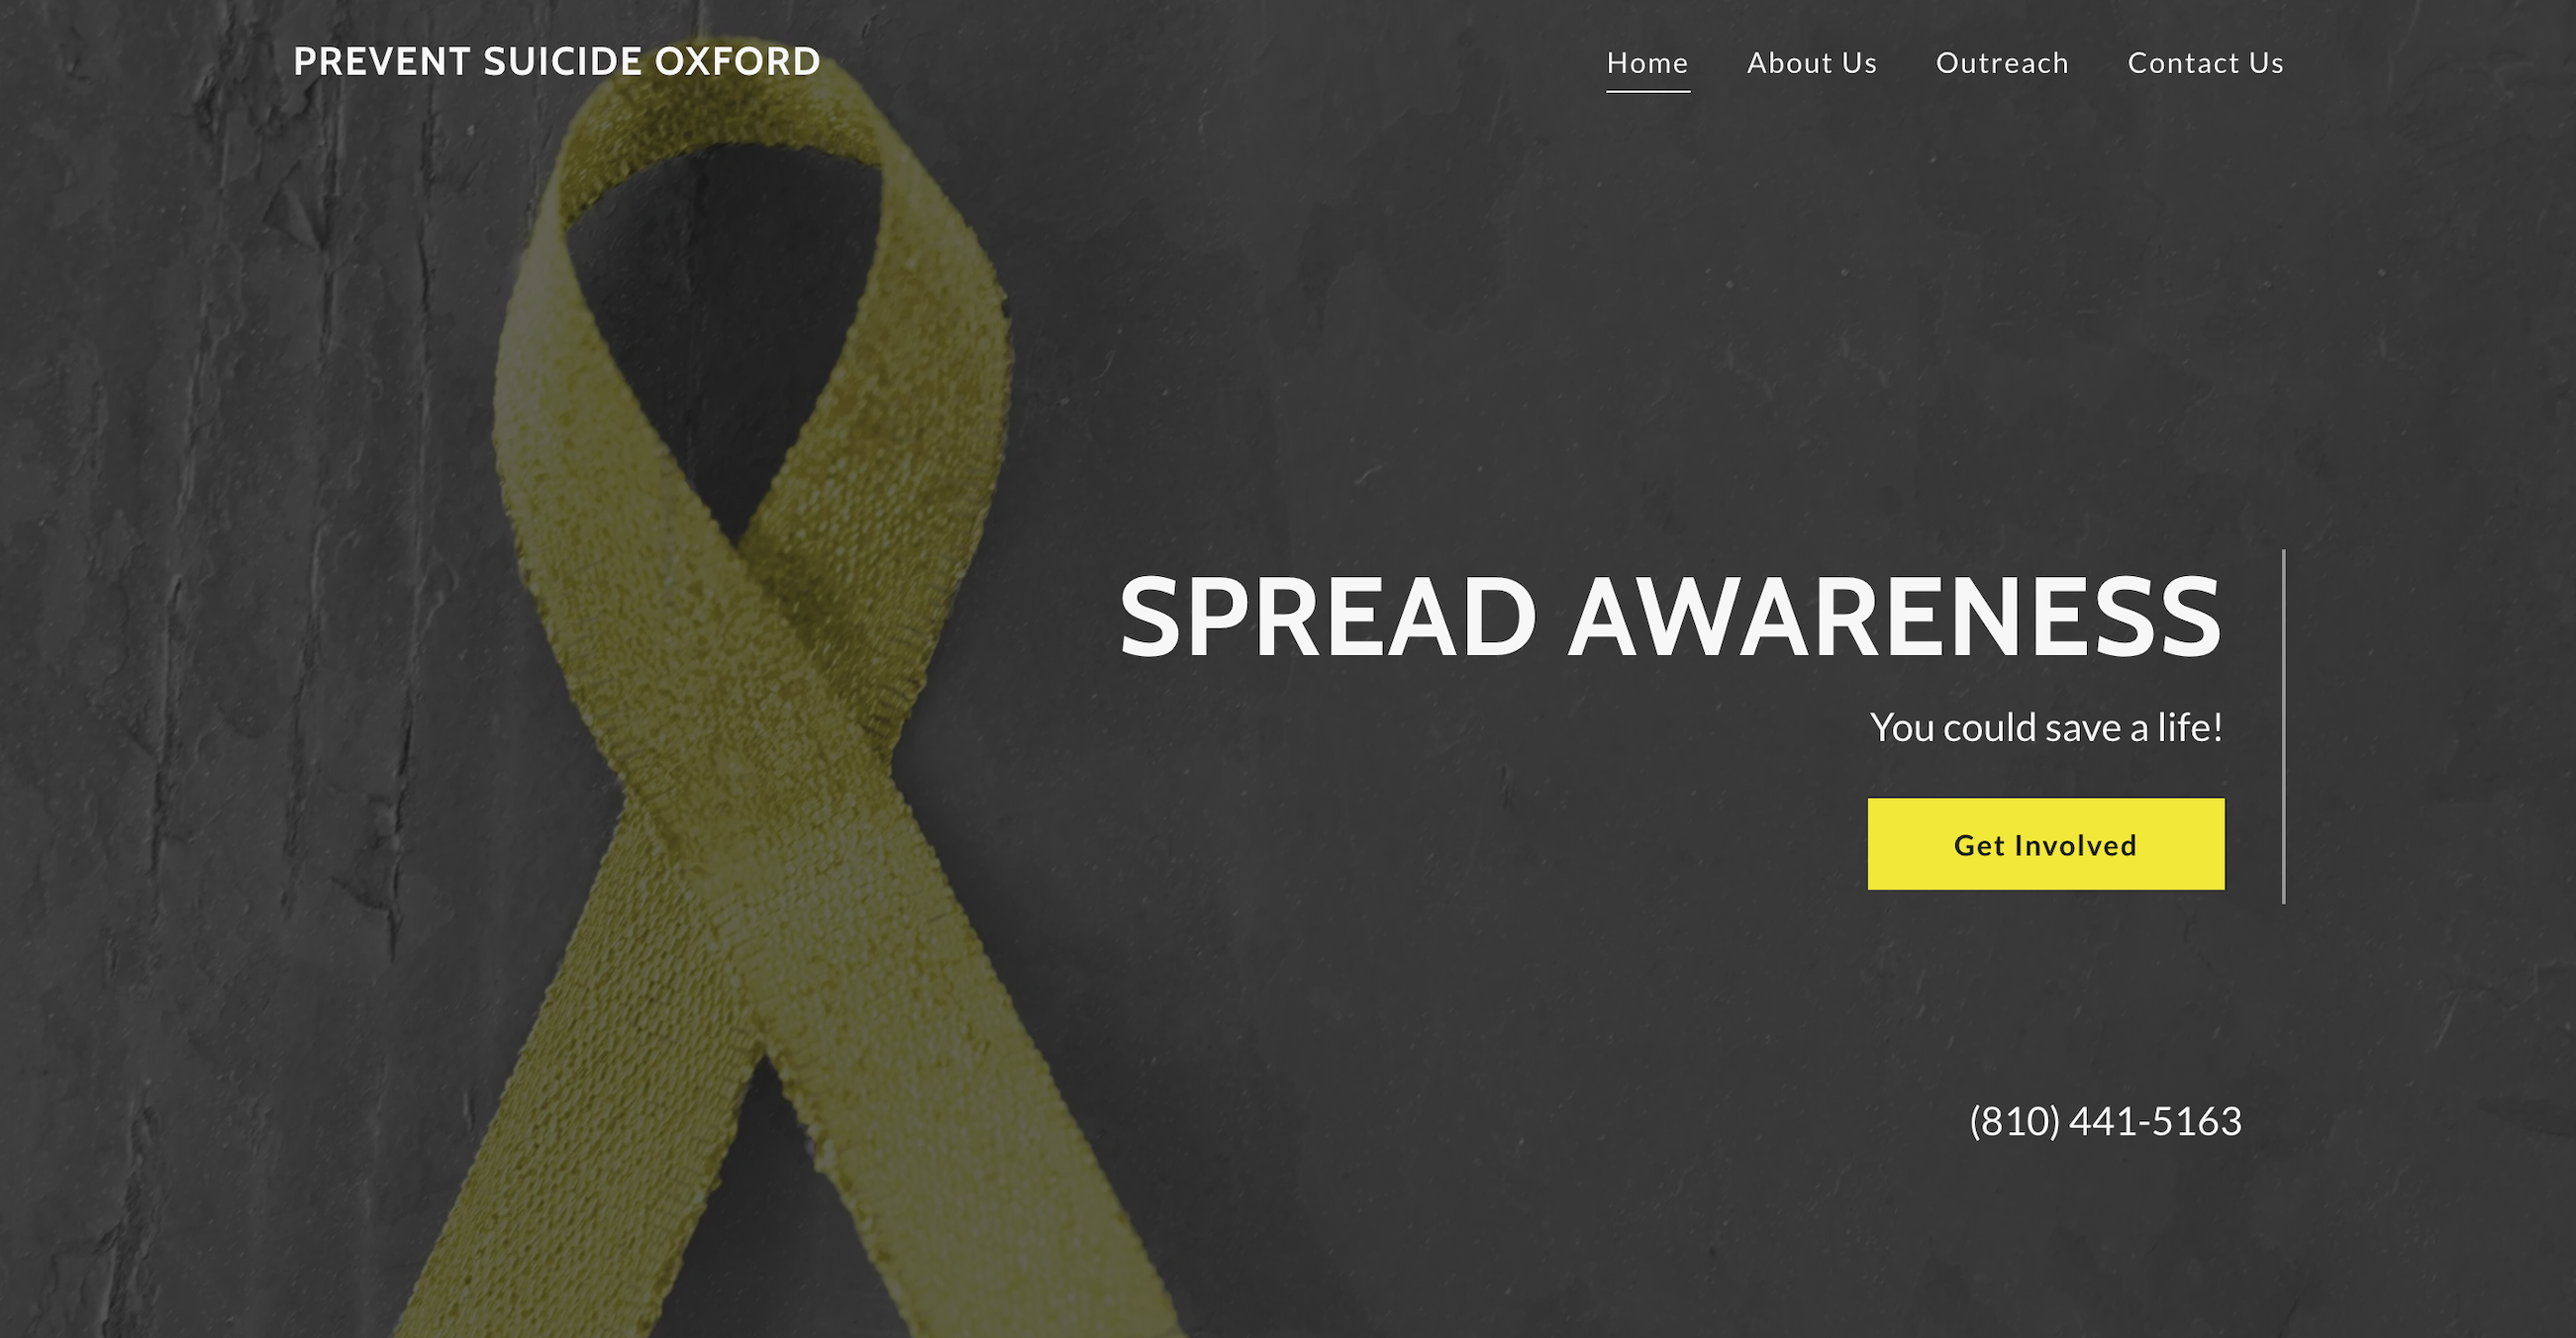 PREVENT SUICIDE OXFORD
Home About Us Outreach Contact Us
SPREAD AWARENESS
You could save a life!
Get Involved
(810) 441-5163